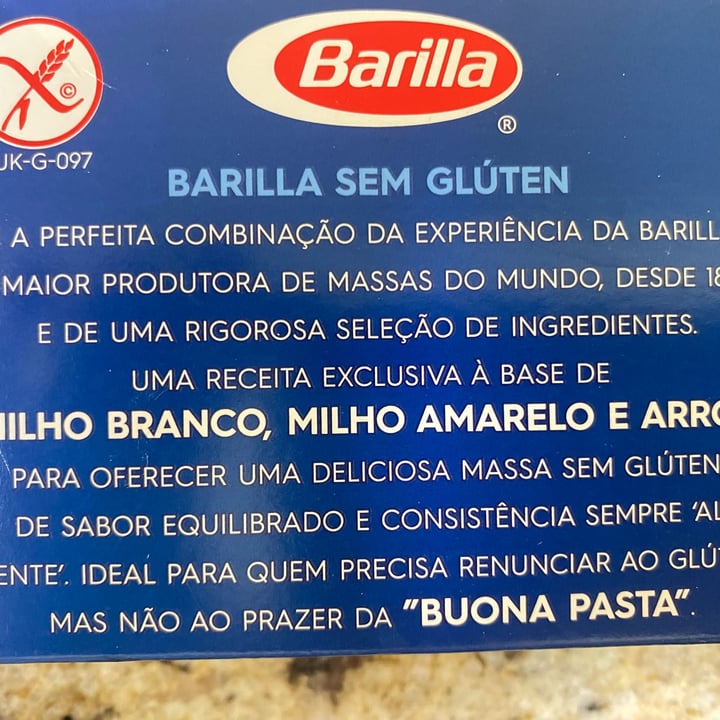 Barilla
®
©
UK-G-097
BARILLA SEM GLÚTEN
A PERFEITA COMBINAÇÃO DA EXPERIÊNCIA DA BARILL
MAIOR PRODUTORA DE MASSAS DO MUNDO, DESDE 18
E DE UMA RIGOROSA SELEÇÃO DE INGREDIENTES.
UMA RECEITA EXCLUSIVA À BASE DE
MILHO BRANCO, MILHO AMARELO E ARRO
PARA OFERECER UMA DELICIOSA MASSA SEM GLÚTEN
DE SABOR EQUILIBRADO E CONSISTÊNCIA SEMPRE ‘AL
ENTE’. IDEAL PARA QUEM PRECISA RENUNCIAR AO GLÚ
MAS NÃO AO PRAZER DA "BUONA PASTA".